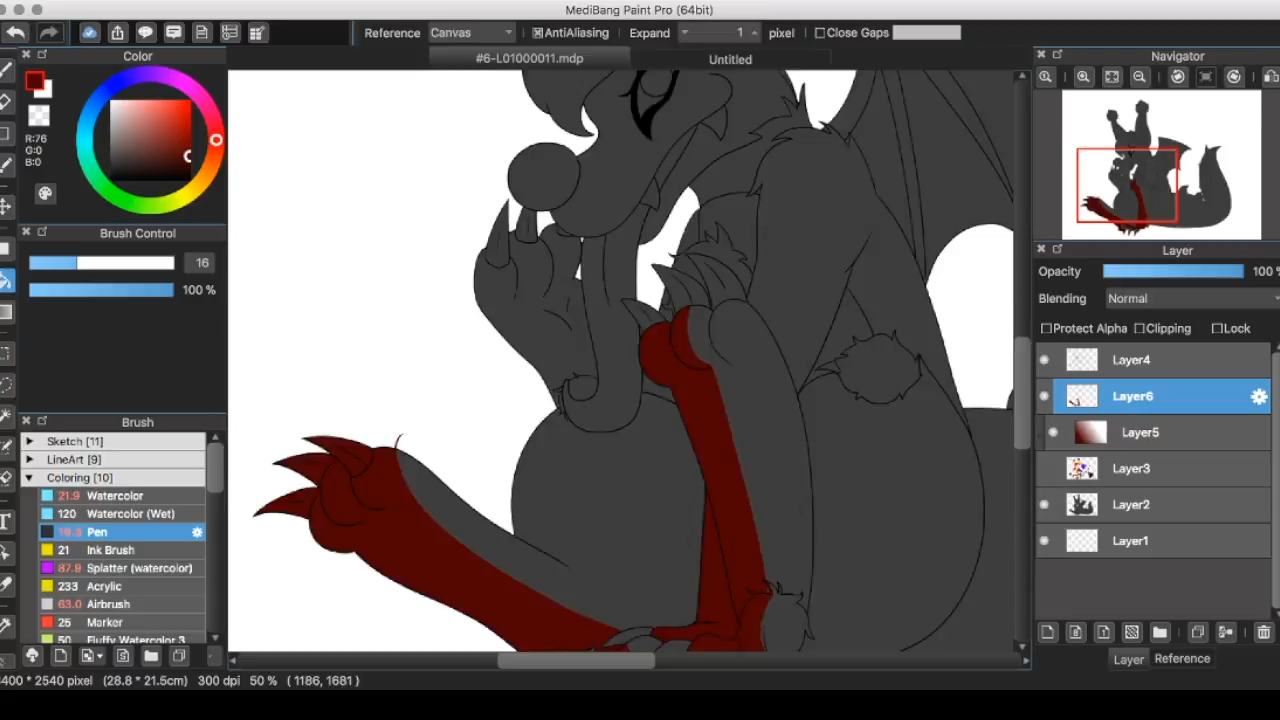 MediBang Paint Pro (64bit)
Reference Canvas AntiAliasing Expand 1 pixel Close Gaps
#6-L01000011.mdp Untitled
Color
R:76
G:0
B:0
Brush Control
16
100 %
Brush
Sketch [11]
LineArt [9]
Coloring [10]
21.9 Watercolor
120 Watercolor (Wet)
Pen
21 Ink Brush
87.9 Splatter (watercolor)
233 Acrylic
63.0 Airbrush
25 Marker
50 Fluffy Watercolor 3
Navigator
Layer
Opacity 100 %
Blending Normal
Protect Alpha Clipping Lock
Layer4
Layer6
Layer5
Layer3
Layer2
Layer1
Layer Reference
3400 * 2540 pixel (28.8 * 21.5cm) 300 dpi 50 % ( 1186, 1681 )